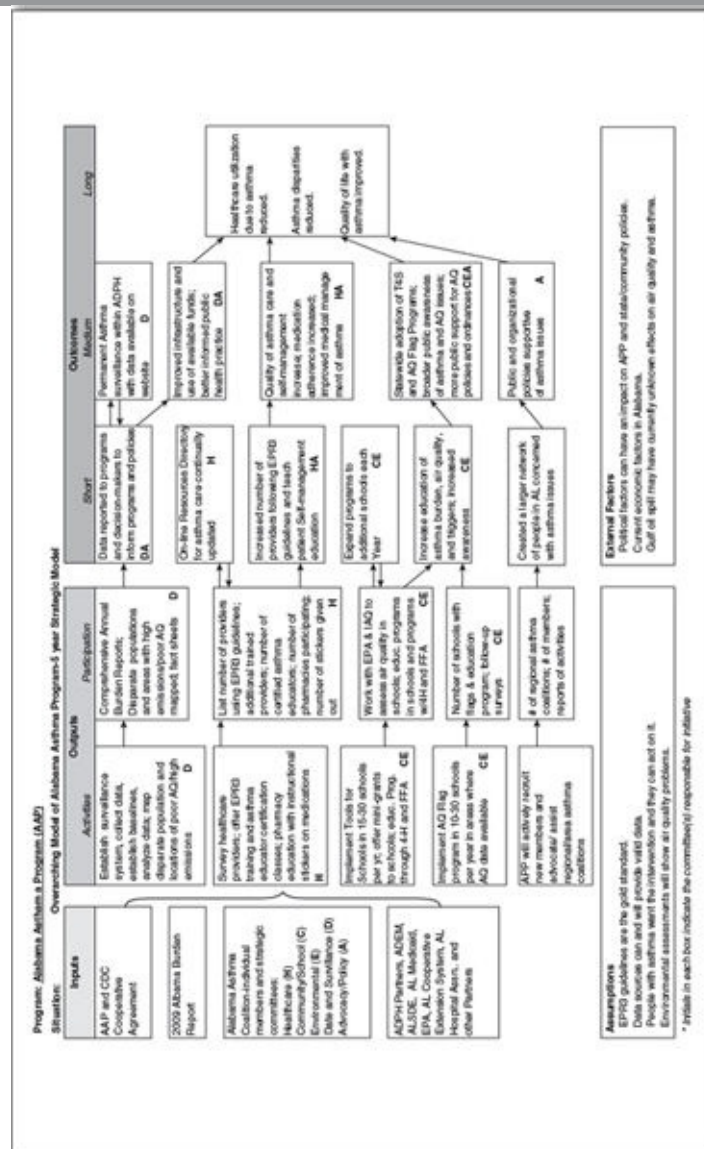 Program: Alabama Asthma Program (AAP)
Situation: Overarching Model of Alabama Asthma Program-5 year Strategic Model
Inputs
Outputs
Outcomes
Activities
Participation
Short
Medium
Long
AAP and CDC
Cooperative
Agreement
2009 Albama Burden
Report
Alabama Asthma
Coalition-individual
members and strategic
committees:
Healthcare (H)
Community/School (C)
Environmental (E)
Date and Survillance (D)
Advocacy/Policy (A)
ADPH Partners, ADEM,
ALSDE, AL Medicaid,
EPA, AL Cooperative
Extension System, AL
Hospital Assn, and
other Partners
Establish surveillance
system, collect data,
establish baselines,
analyze data; map
disparate population and
locations of poor AQ/high
emissions D
Survey healthcare
providers; offer EPR3
training and asthma
educator certification
classes; pharmacy
education with instructional
stickers on medications
H
Implement Tools for
Schools in 15-30 schools
per yr; offer mini-grants
to schools; educ. Prog.
through 4-H and FFA CE
Implement AQ Flag
program in 10-30 schools
per year in areas where
AQ date available CE
APP will actively recruit
new members and
advocate/ assist
regional/area asthma
coalitions
Comprehensive Annual
Burden Reports;
Disparate populations
and areas with high
emissions/poor AQ
mapped; fact sheets D
List number of providers
using EPR3 guidelines;
additional trained
providers; number of
certified asthma
educators; number of
pharmacies participating;
number of stickers given
out H
Work with EPA & IAQ to
assess air quality in
schools; educ. programs
in schools and programs
w/4H and FFA CE
Number of schools with
flags & education
program; follow-up
surveys CE
# of regional asthma
coalitions; # of members;
reports of activities
Data reported to programs
and decision-makers to
inform programs and policies
DA
On-line Resources Directory
for asthma care-continually
updated H
Increased number of
providers following EPR3
guidelines and teach
patient Self-management
education HA
Expand programs to
additional schools each
Year CE
Increase education of
asthma burden, air quality,
and triggers; increased
awareness CE
Created a larger network
of people in AL concerned
with asthma issues
Permanent Asthma
surveillance within ADPH
with data available on
website D
Improved infastructure and
use of available funds;
better informed public
health practice DA
Quality of asthma care and
self-management
increase; medication
adherence increased;
improved medical manage
ment of asthma HA
Statewide adoption of T4S
and AQ Flag Programs;
broader public awareness
of asthma and AQ issues;
more public support for AQ
policies and ordinances CEA
Public and organizational
policies supportive
of asthma issues A
Healthcare utilization
due to asthma
reduced.
Asthma disparities
reduced.
Quality of life with
asthma improved.
Assumptions
EPR3 guidelines are the gold standard.
Data sources can and will provide valid data.
People with asthma want the intervention and they can act on it.
Environmental assessments will show air quality problems.
External Factors
Political factors can have an impact on APP and state/community policies.
Current economic factors in Alabama.
Gulf oil spill may have currently unknown effects on air quality and asthma.
* Initials in each box indicate the committee(s) responsible for initiative